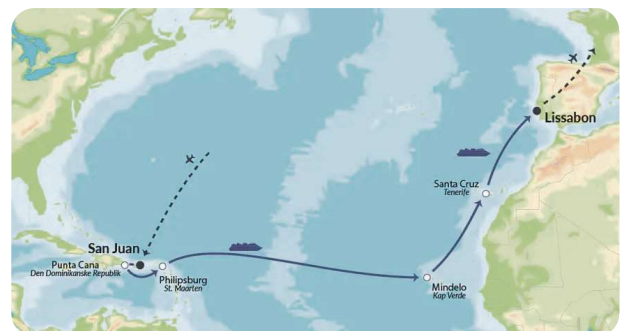 Lissabon
Santa Cruz
Tenerife
San Juan
Punta Cana
Den Dominikanske Republik
Philipsburg
St. Maarten
Mindelo
Kap Verde